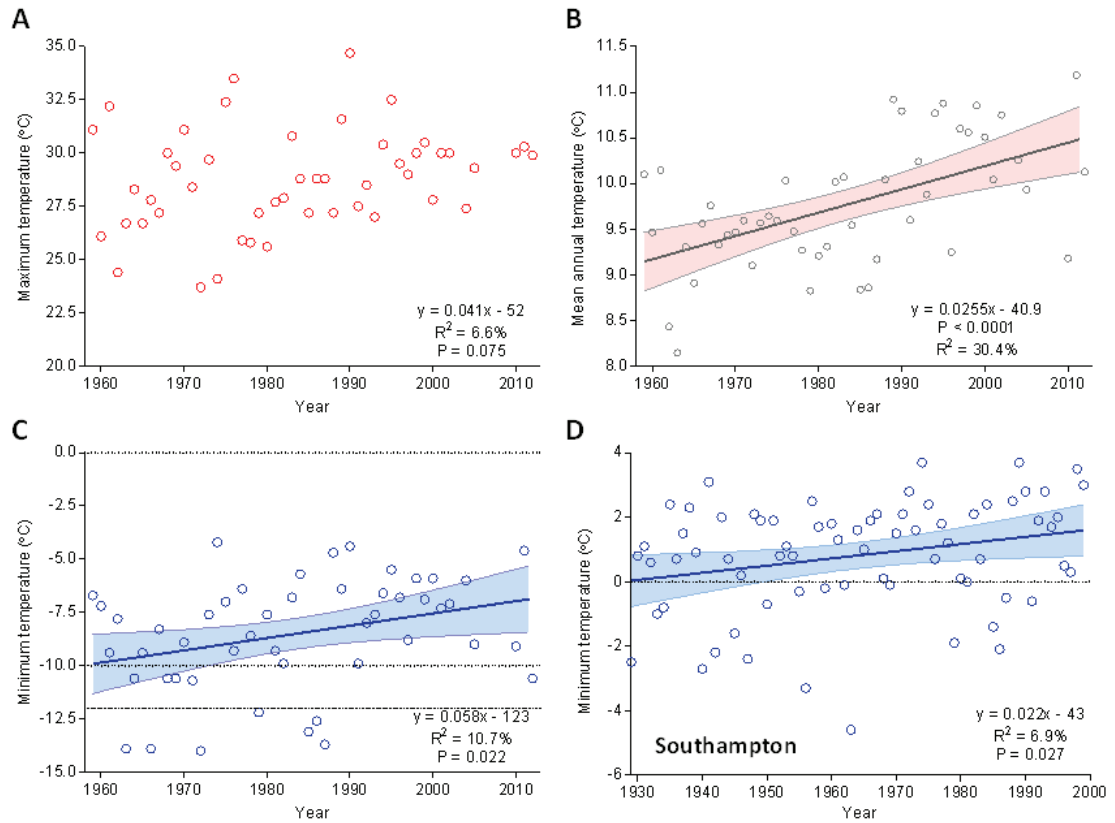 A
35.0
32.5
30.0
27.5
25.0
22.5
20.0
Maximum temperature (°C)
y = 0.041x - 52
R² = 6.6%
P = 0.075
1960 1970 1980 1990 2000 2010
Year
B
11.5
11.0
10.5
10.0
9.5
9.0
8.5
8.0
Mean annual temperature (°C)
y = 0.0255x - 40.9
P < 0.0001
R² = 30.4%
1960 1970 1980 1990 2000 2010
Year
C
0.0
-2.5
-5.0
-7.5
-10.0
-12.5
-15.0
Minimum temperature (°C)
y = 0.058x - 123
R² = 10.7%
P = 0.022
1960 1970 1980 1990 2000 2010
Year
D
4
2
0
-2
-4
-6
Minimum temperature (°C)
y = 0.022x - 43
R² = 6.9%
P = 0.027
Southampton
1930 1940 1950 1960 1970 1980 1990 2000
Year